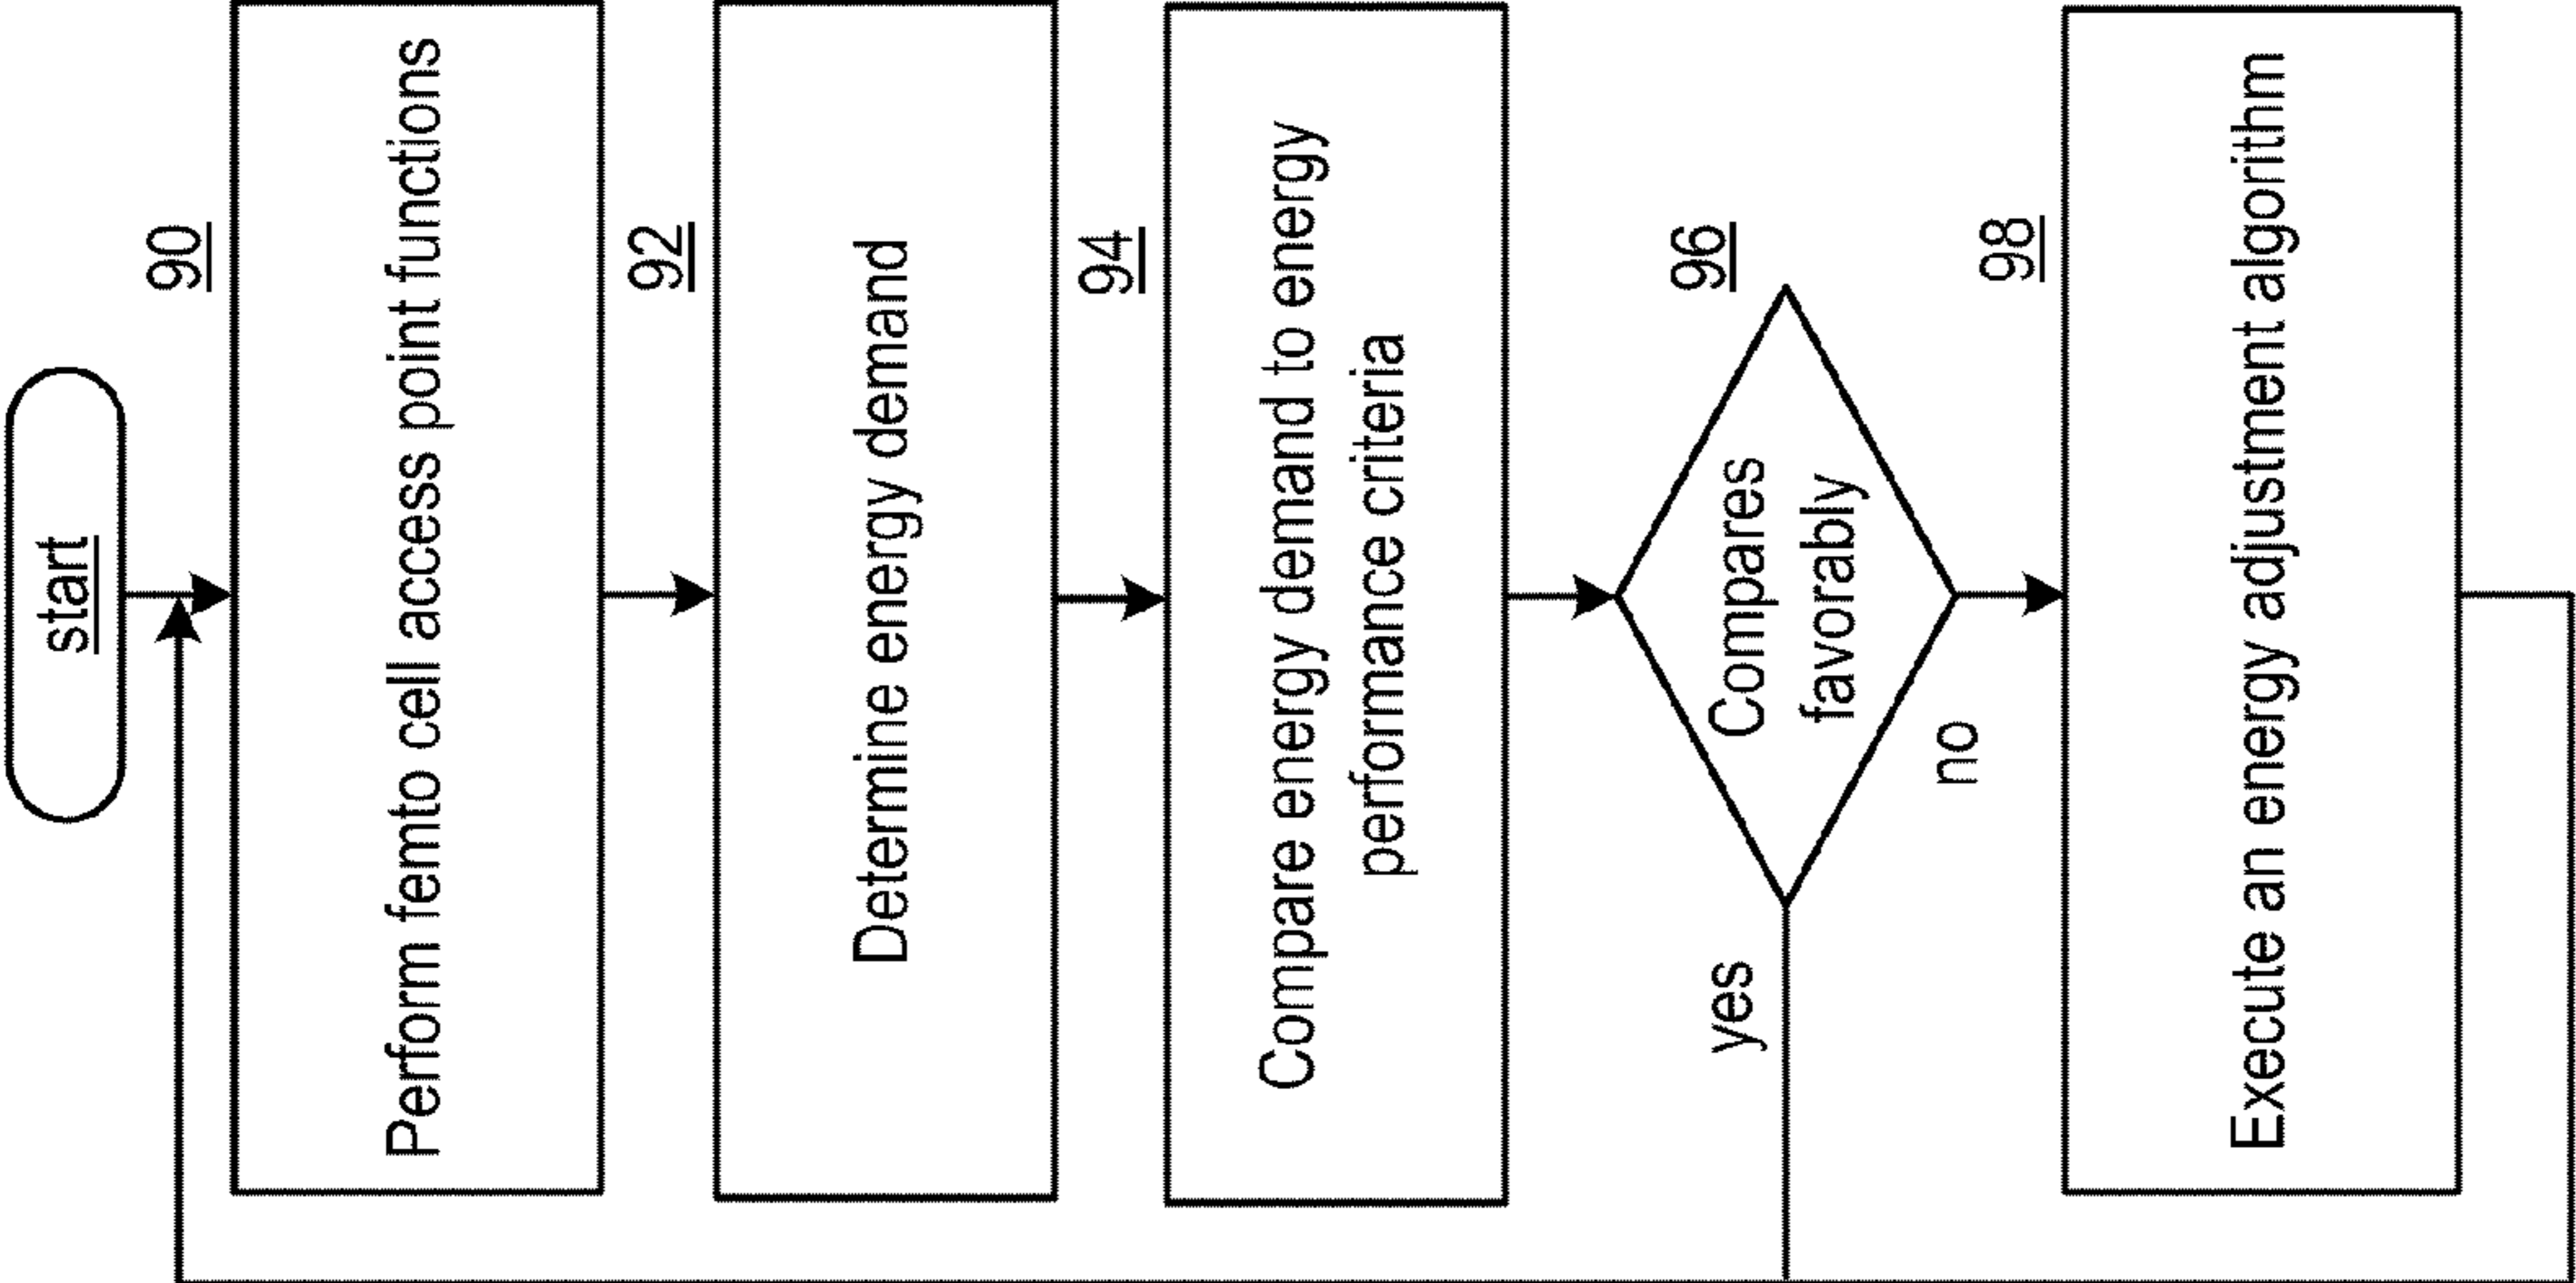 start
90
Perform femto cell access point functions
92
Determine energy demand
94
Compare energy demand to energy
performance criteria
96
Compares
favorably
yes
no
98
Execute an energy adjustment algorithm